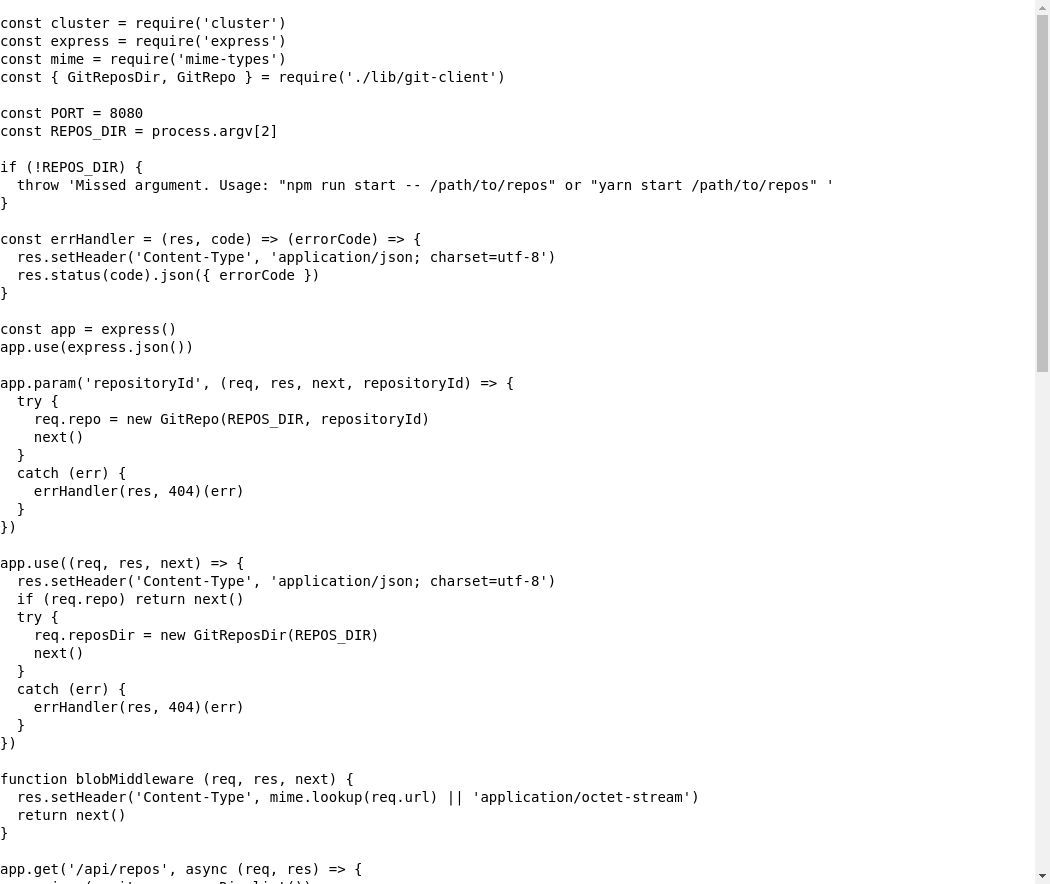 const cluster = require('cluster')
const express = require('express')
const mime = require('mime-types')
const { GitReposDir, GitRepo } = require('./lib/git-client')

const PORT = 8080
const REPOS_DIR = process.argv[2]

if (!REPOS_DIR) {
  throw 'Missed argument. Usage: "npm run start -- /path/to/repos" or "yarn start /path/to/repos" '
}

const errHandler = (res, code) => (errorCode) => {
  res.setHeader('Content-Type', 'application/json; charset=utf-8')
  res.status(code).json({ errorCode })
}

const app = express()
app.use(express.json())

app.param('repositoryId', (req, res, next, repositoryId) => {
  try {
    req.repo = new GitRepo(REPOS_DIR, repositoryId)
    next()
  }
  catch (err) {
    errHandler(res, 404)(err)
  }
})

app.use((req, res, next) => {
  res.setHeader('Content-Type', 'application/json; charset=utf-8')
  if (req.repo) return next()
  try {
    req.reposDir = new GitReposDir(REPOS_DIR)
    next()
  }
  catch (err) {
    errHandler(res, 404)(err)
  }
})

function blobMiddleware (req, res, next) {
  res.setHeader('Content-Type', mime.lookup(req.url) || 'application/octet-stream')
  return next()
}

app.get('/api/repos', async (req, res) => {